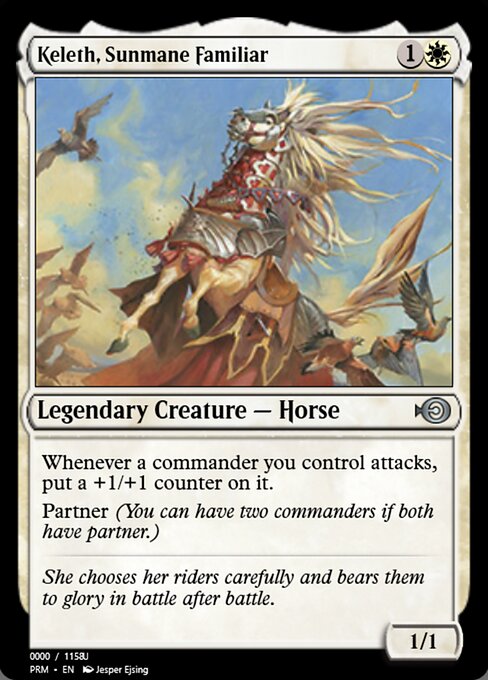 Keleth, Sunmane Familiar 1
Legendary Creature — Horse
Whenever a commander you control attacks,
put a +1/+1 counter on it.
Partner (You can have two commanders if both
have partner.)
She chooses her riders carefully and bears them
to glory in battle after battle.
1/1
0000 / 1158U
PRM • EN Jesper Ejsing